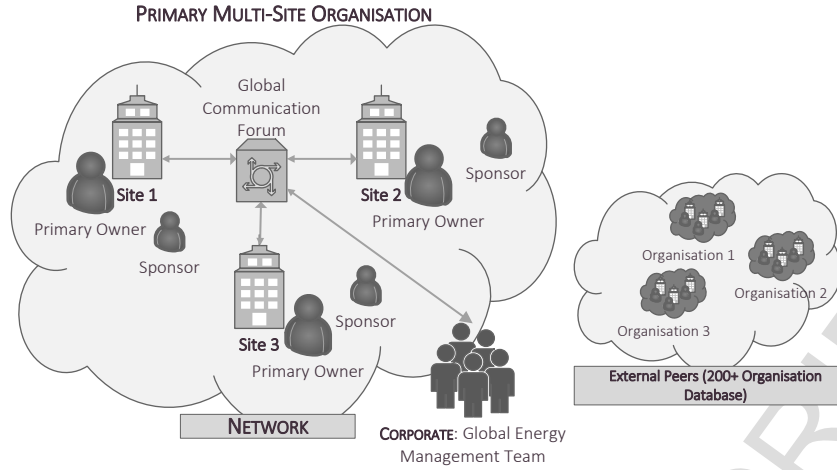 PRIMARY MULTI-SITE ORGANISATION
Global
Communication
Forum
Site 1
Primary Owner
Sponsor
Site 2
Primary Owner
Sponsor
Site 3
Primary Owner
Sponsor
NETWORK
CORPORATE: Global Energy
Management Team
Organisation 1
Organisation 2
Organisation 3
External Peers (200+ Organisation
Database)